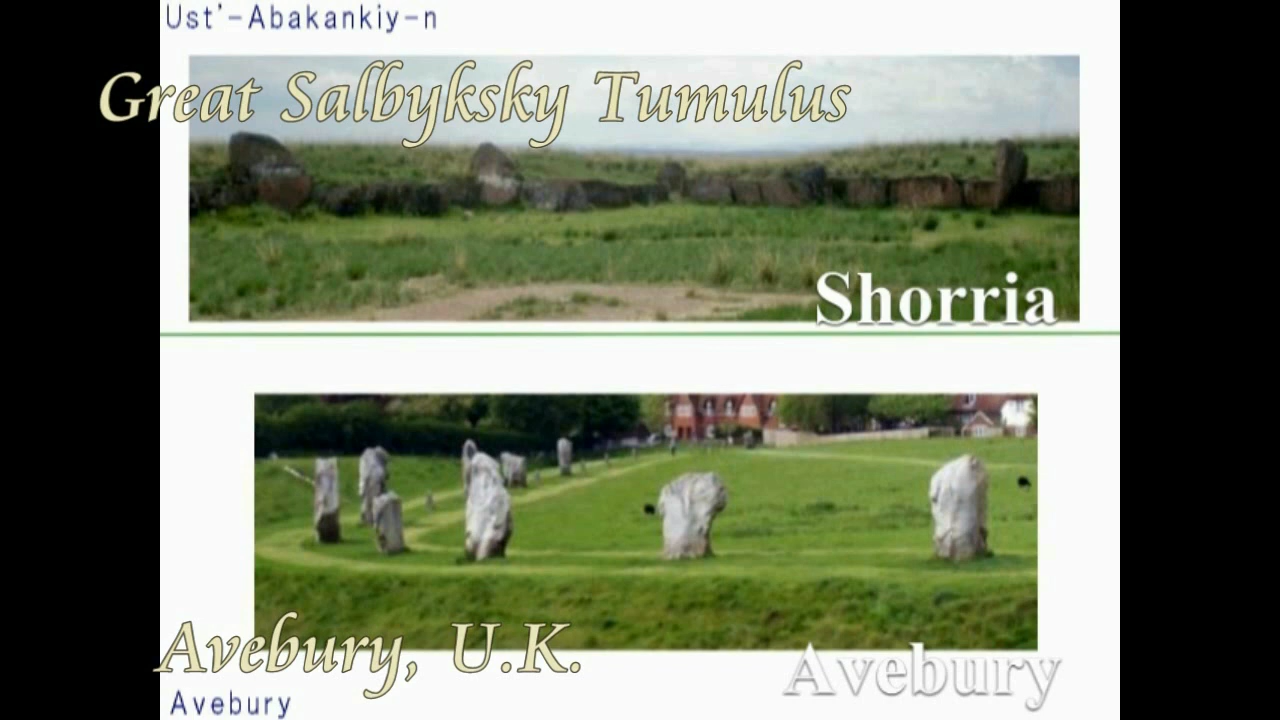 Ust'-Abakankiy-n
Great Salbyksky Tumulus
Shorria
Avebury, U.K.
Avebury
Avebury